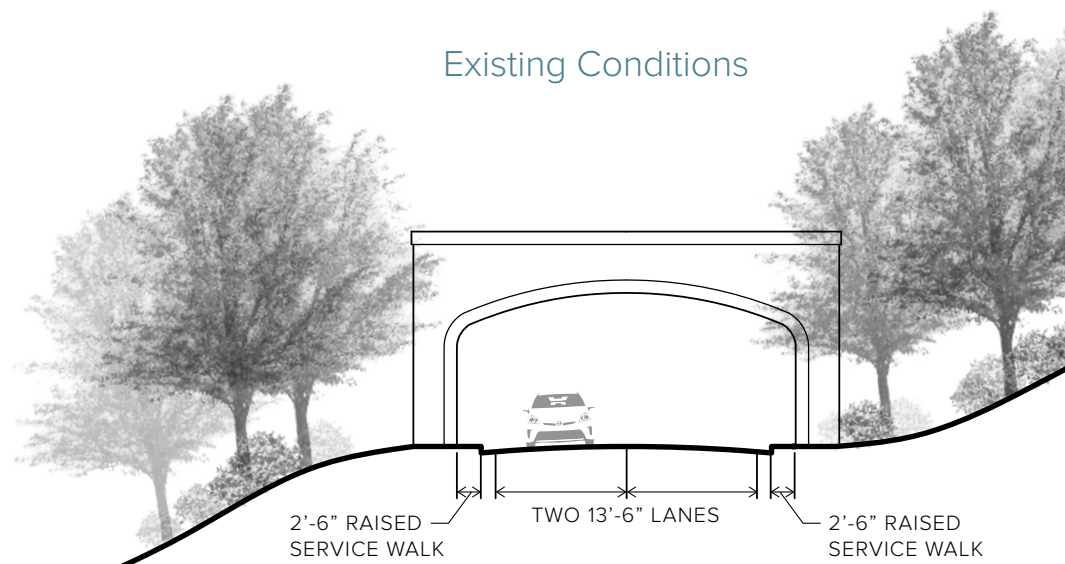 Existing Conditions
2’-6” RAISED
SERVICE WALK
TWO 13’-6” LANES
2’-6” RAISED
SERVICE WALK